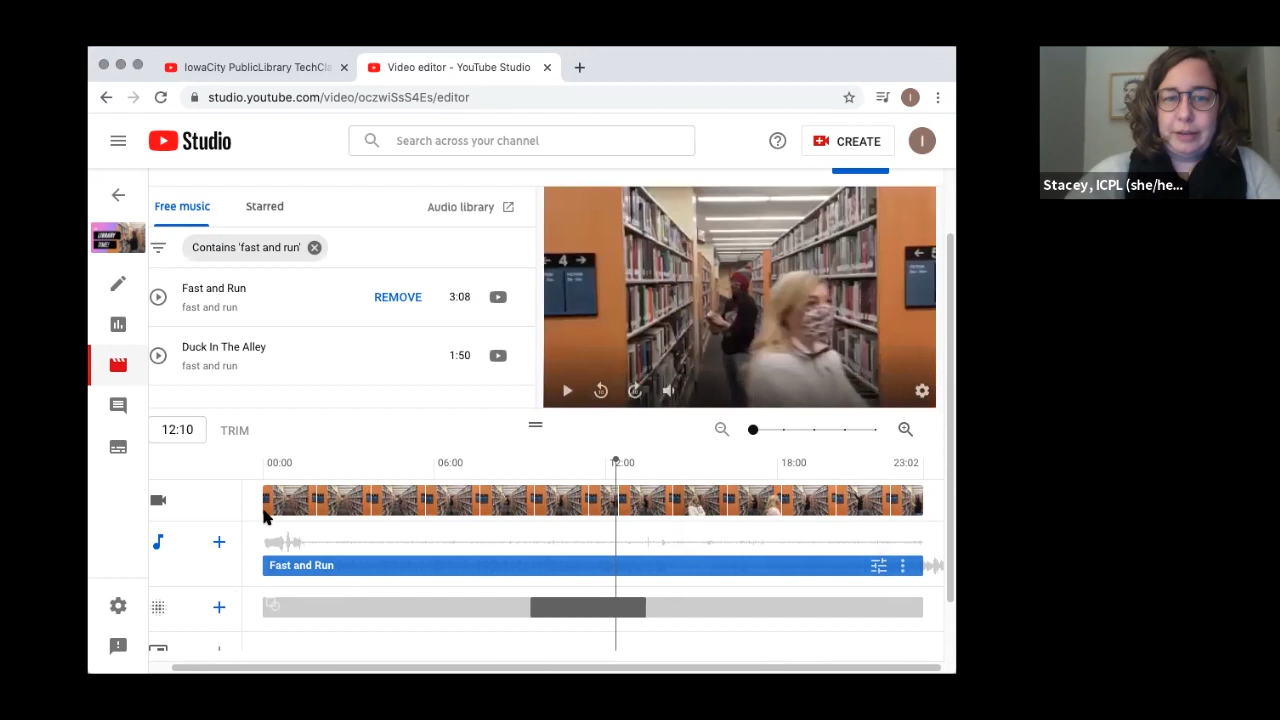 IowaCity PublicLibrary TechCla
Video editor - YouTube Studio
studio.youtube.com/video/oczwiSsS4Es/editor
Studio
Search across your channel
CREATE
I
I
Free music
Starred
Audio library
LIBRARY
TIME!
Contains 'fast and run'
Fast and Run
REMOVE
3:08
fast and run
Duck In The Alley
1:50
fast and run
4
12:10
TRIM
00:00
06:00
12:00
18:00
23:02
Fast and Run
Stacey, ICPL (she/he...